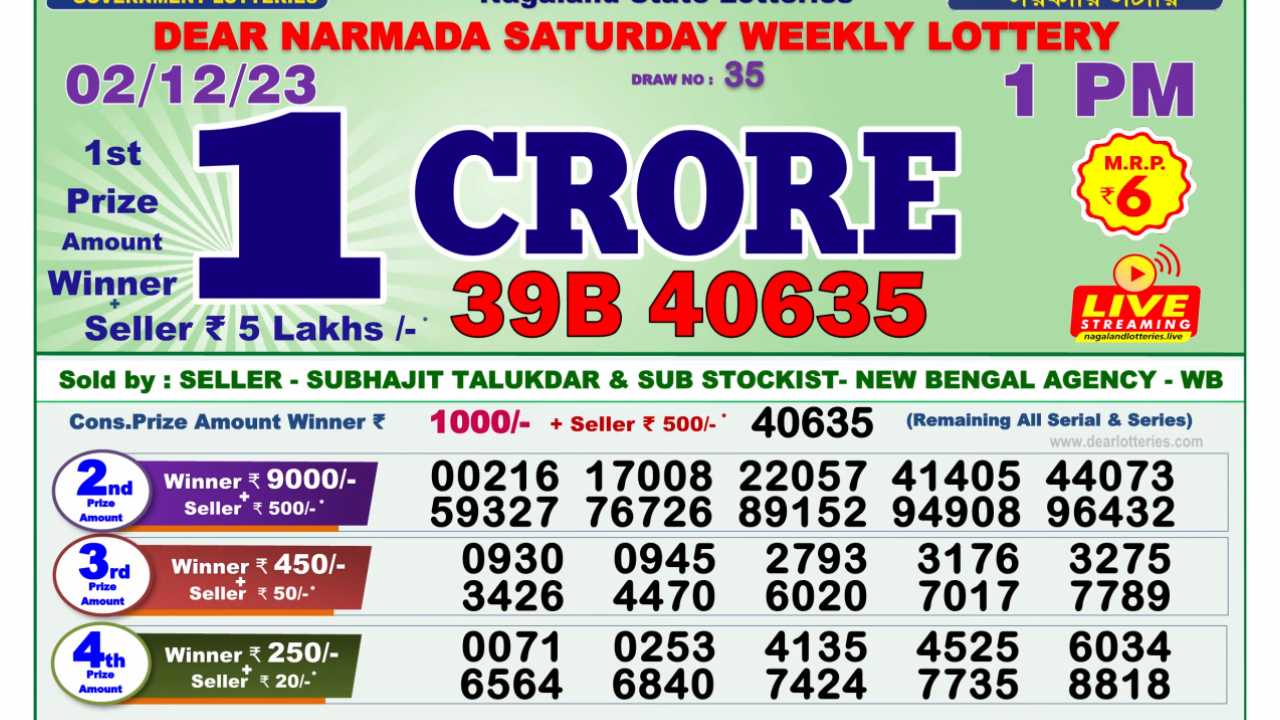 GOVERNMENT LOTTERIES
Nagaland State Lotteries
সরকারি লটারি
DEAR NARMADA SATURDAY WEEKLY LOTTERY
02/12/23
DRAW NO : 35
1 PM
1st
Prize
Amount
Winner
+
Seller ₹ 5 Lakhs /-*
1 CRORE
39B 40635
M.R.P.
₹6
LIVE
STREAMING
nagalandlotteries.live
Sold by : SELLER - SUBHAJIT TALUKDAR & SUB STOCKIST- NEW BENGAL AGENCY - WB
Cons.Prize Amount Winner ₹ 1000/- + Seller ₹ 500/-* 40635 (Remaining All Serial & Series)
www.dearlotteries.com
2nd
Prize
Amount
Winner ₹ 9000/-
+
Seller ₹ 500/-*
00216 17008 22057 41405 44073
59327 76726 89152 94908 96432
3rd
Prize
Amount
Winner ₹ 450/-
+
Seller ₹ 50/-*
0930 0945 2793 3176 3275
3426 4470 6020 7017 7789
4th
Prize
Amount
Winner ₹ 250/-
+
Seller ₹ 20/-*
0071 0253 4135 4525 6034
6564 6840 7424 7735 8818